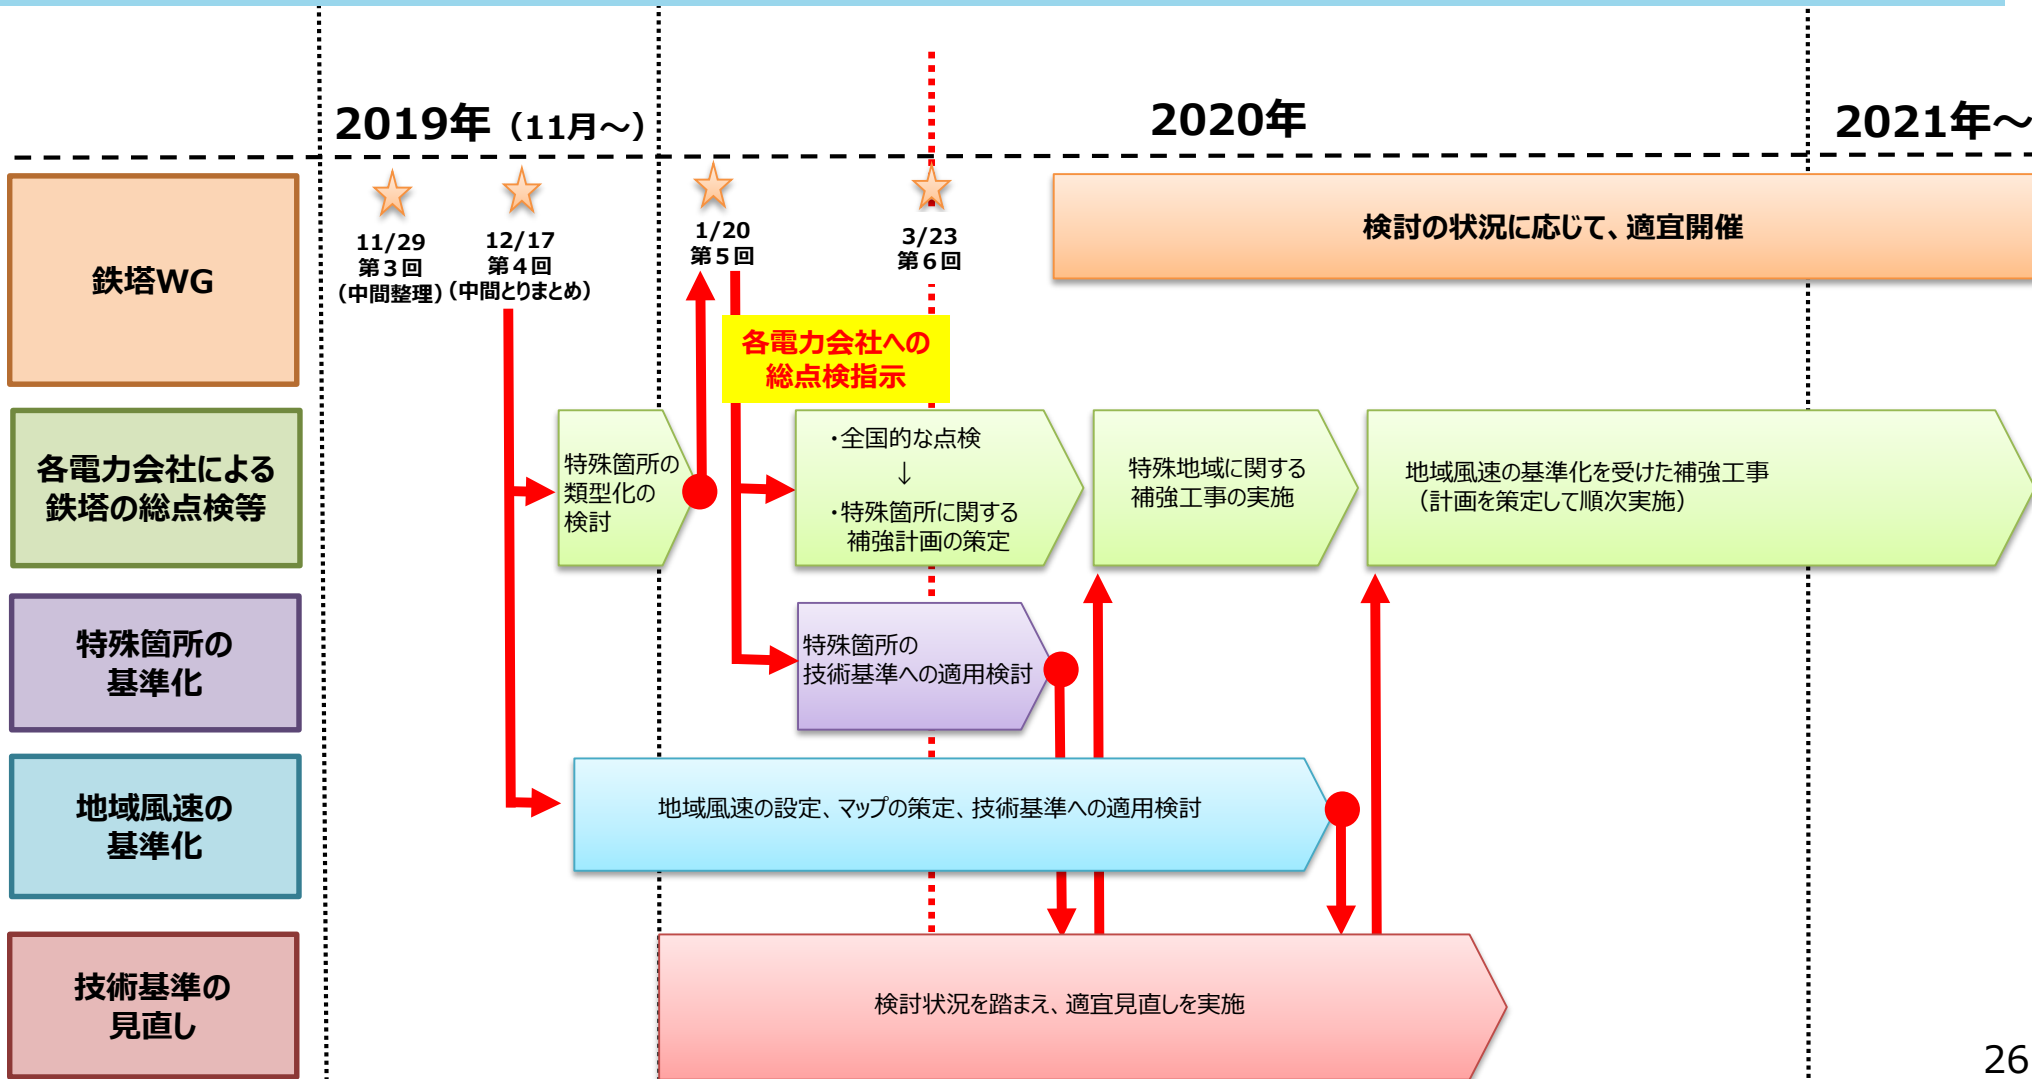 2019年（11月～）
2020年
2021年～
鉄塔WG
11/29
第３回
（中間整理）
12/17
第４回
（中間とりまとめ）
1/20
第５回
3/23
第６回
検討の状況に応じて、適宜開催
各電力会社への
総点検指示
各電力会社による
鉄塔の総点検等
特殊箇所の
類型化の
検討
・全国的な点検
↓
・特殊箇所に関する
補強計画の策定
特殊地域に関する
補強工事の実施
地域風速の基準化を受けた補強工事
（計画を策定して順次実施）
特殊箇所の
基準化
特殊箇所の
技術基準への適用検討
地域風速の
基準化
地域風速の設定、マップの策定、技術基準への適用検討
技術基準の
見直し
検討状況を踏まえ、適宜見直しを実施
26